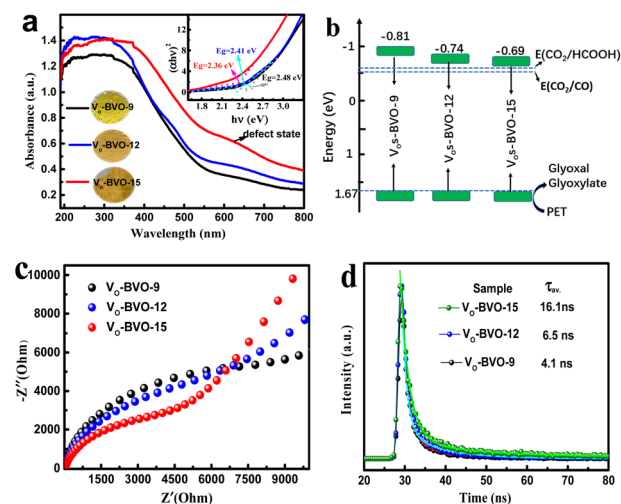 a
Absorbance (a.u.)
1.4
1.2
1.0
0.8
0.6
0.4
0.2
200 300 400 500 600 700 800
Wavelength (nm)
Vo-BVO-9
Vo-BVO-12
Vo-BVO-15
defect state
(αhν)²
4
3
2
1
0
1.8 2.4 3.0
hν (eV)
Eg=2.41 eV
Eg=2.36 eV
Eg=2.48 eV
b
Energy (eV)
-1
0
1
1.67
-0.81
-0.74
-0.69
VoS-BVO-9
VoS-BVO-12
VoS-BVO-15
E(CO₂/HCOOH)
E(CO₂/CO)
Glyoxal
Glyoxylate
PET
c
-Z''(Ohm)
10000
8000
6000
4000
2000
0
1500 3000 4500 6000 7500 9000
Z'(Ohm)
VO-BVO-9
VO-BVO-12
VO-BVO-15
d
Intensity (a.u.)
Sample τav.
VO-BVO-15 16.1ns
VO-BVO-12 6.5 ns
VO-BVO-9 4.1 ns
20 30 40 50 60 70 80
Time (ns)